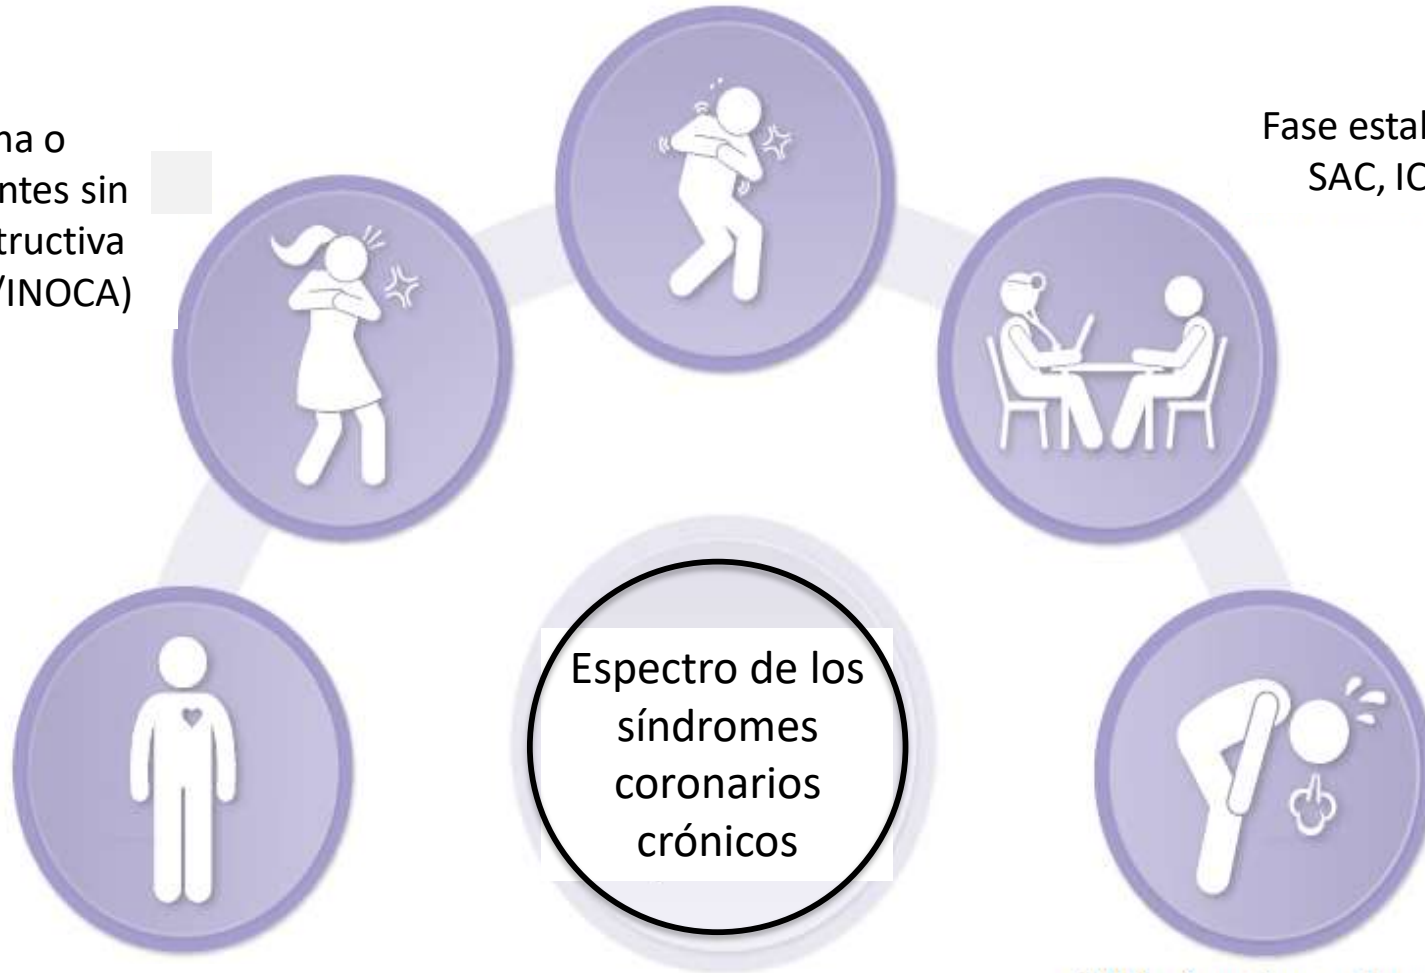 na o
ntes sin
tructiva
/INOCA)
Fase estal
SAC, IC
Espectro de los
síndromes
coronarios
crónicos